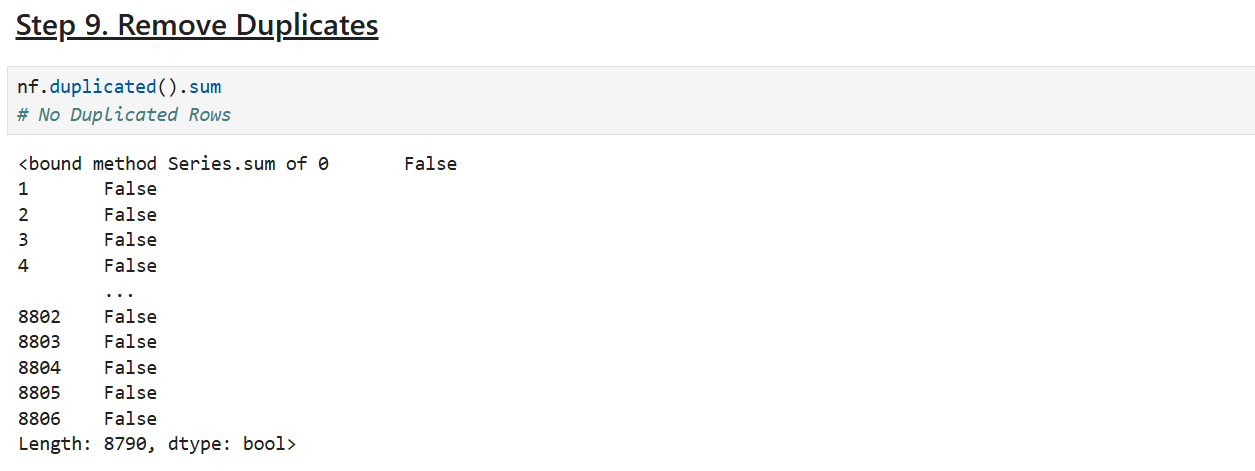 Step 9. Remove Duplicates
nf.duplicated().sum
# No Duplicated Rows
<bound method Series.sum of 0       False
1       False
2       False
3       False
4       False
        ...
8802    False
8803    False
8804    False
8805    False
8806    False
Length: 8790, dtype: bool>